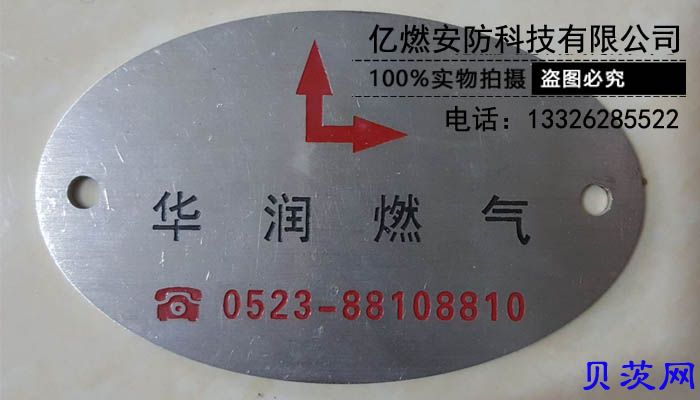 亿燃安防科技有限公司
100%实物拍摄 盗图必究
电话：13326285522
华润燃气
0523-88108810
贝茨网